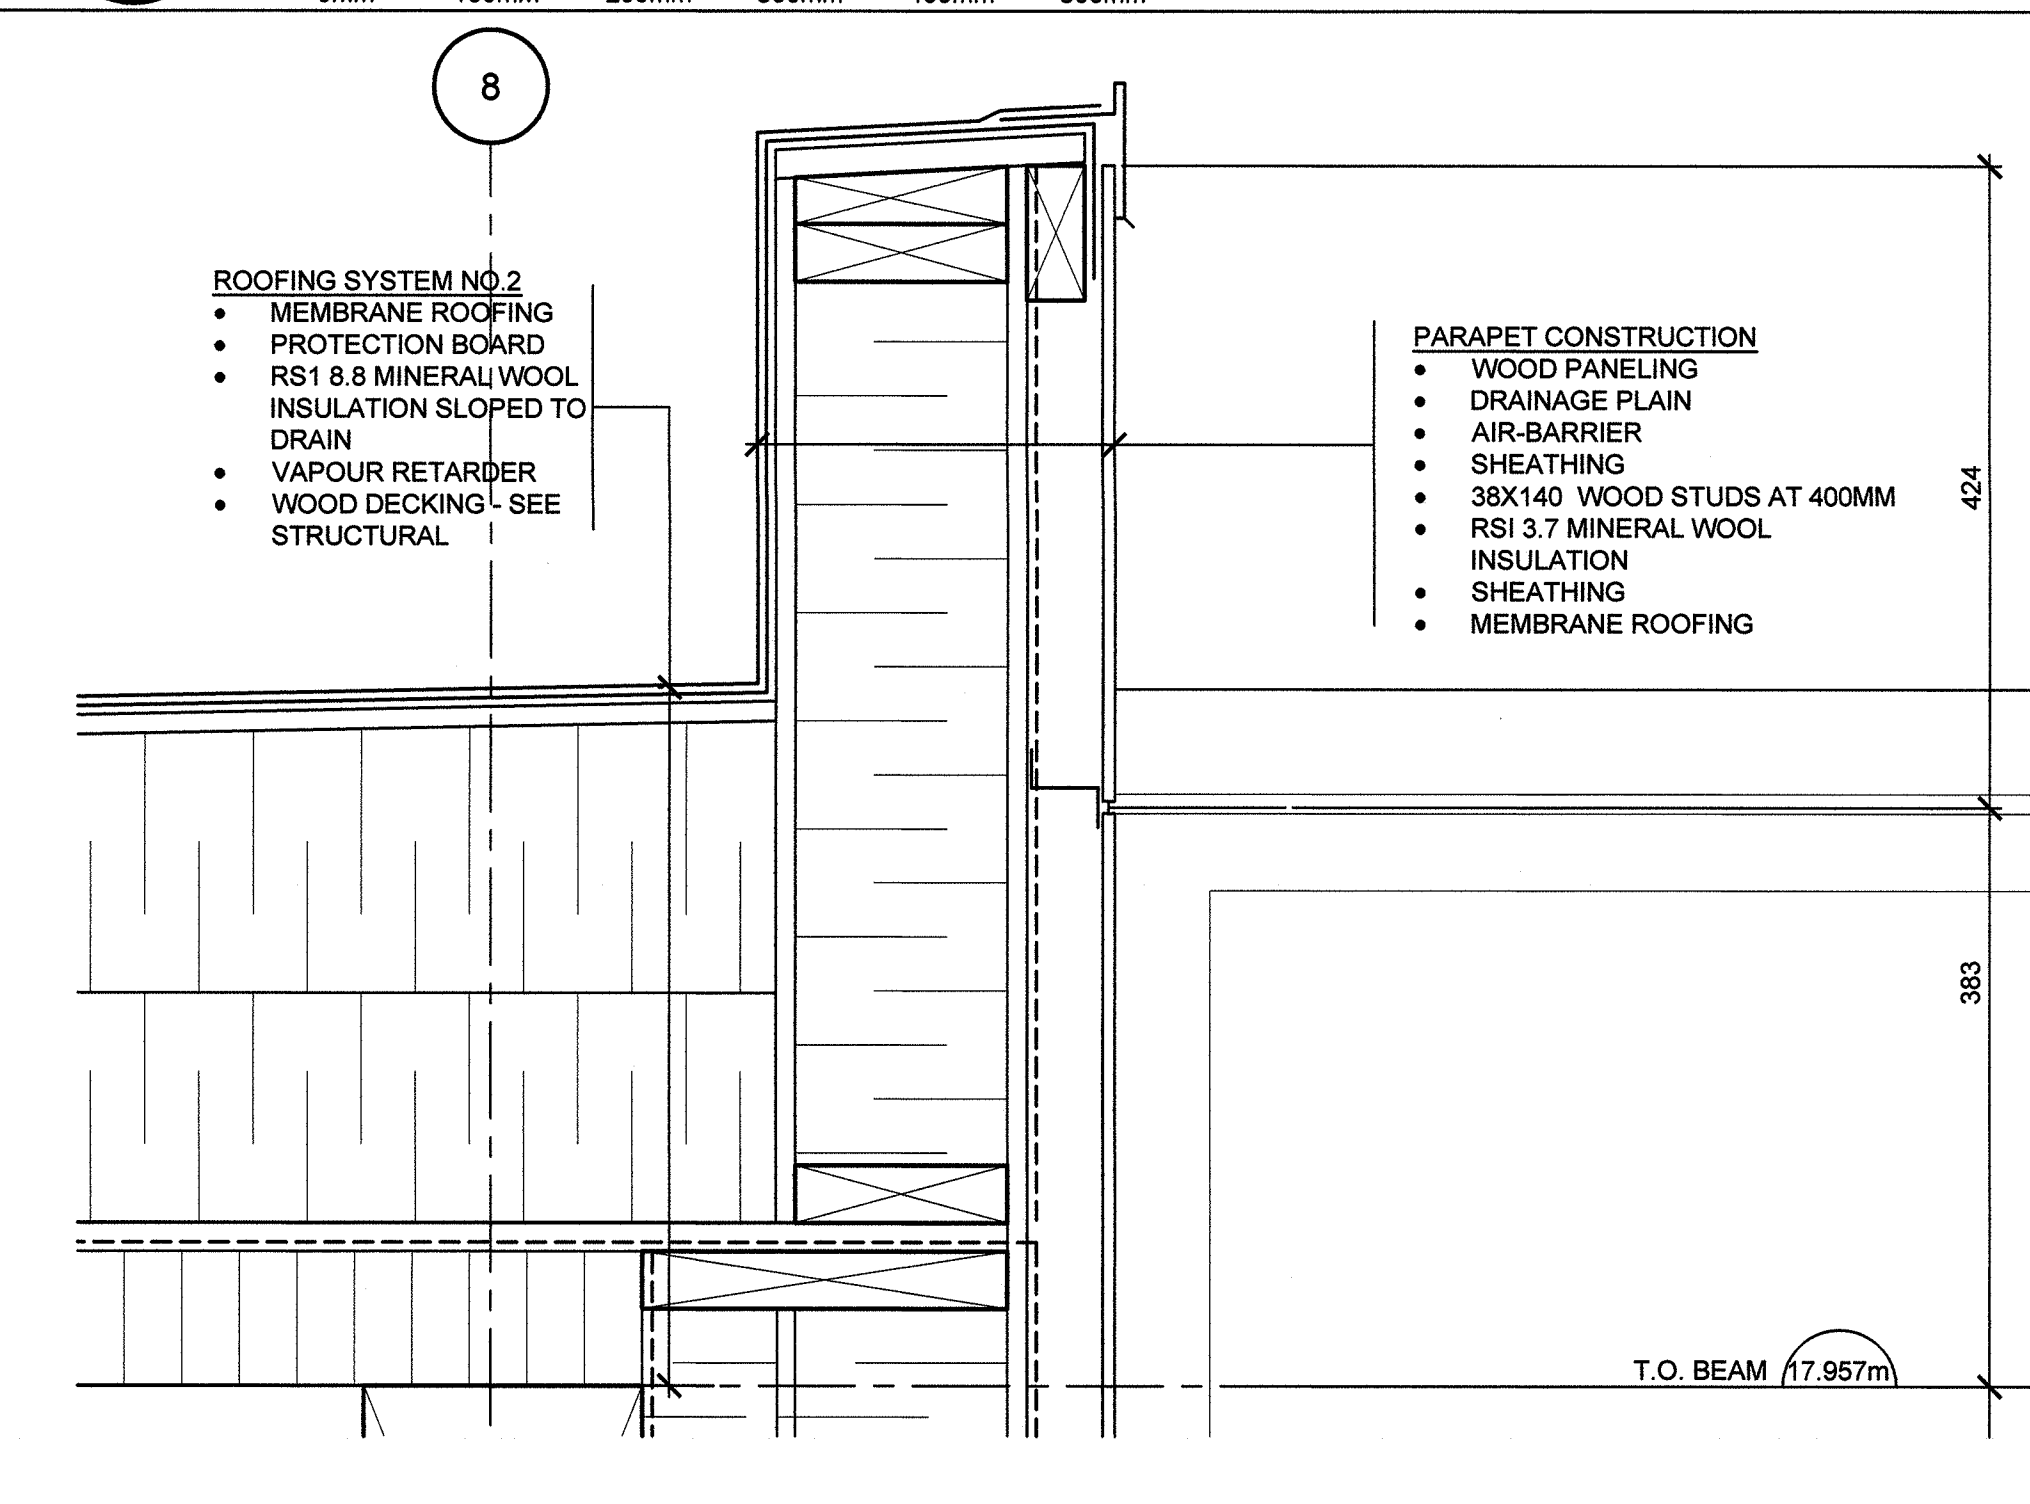 8
ROOFING SYSTEM NO.2
• MEMBRANE ROOFING
• PROTECTION BOARD
• RS1 8.8 MINERAL WOOL
INSULATION SLOPED TO
DRAIN
• VAPOUR RETARDER
• WOOD DECKING - SEE
STRUCTURAL
PARAPET CONSTRUCTION
• WOOD PANELING
• DRAINAGE PLAIN
• AIR-BARRIER
• SHEATHING
• 38X140 WOOD STUDS AT 400MM
• RSI 3.7 MINERAL WOOL
INSULATION
• SHEATHING
• MEMBRANE ROOFING
424
383
T.O. BEAM 17.957m